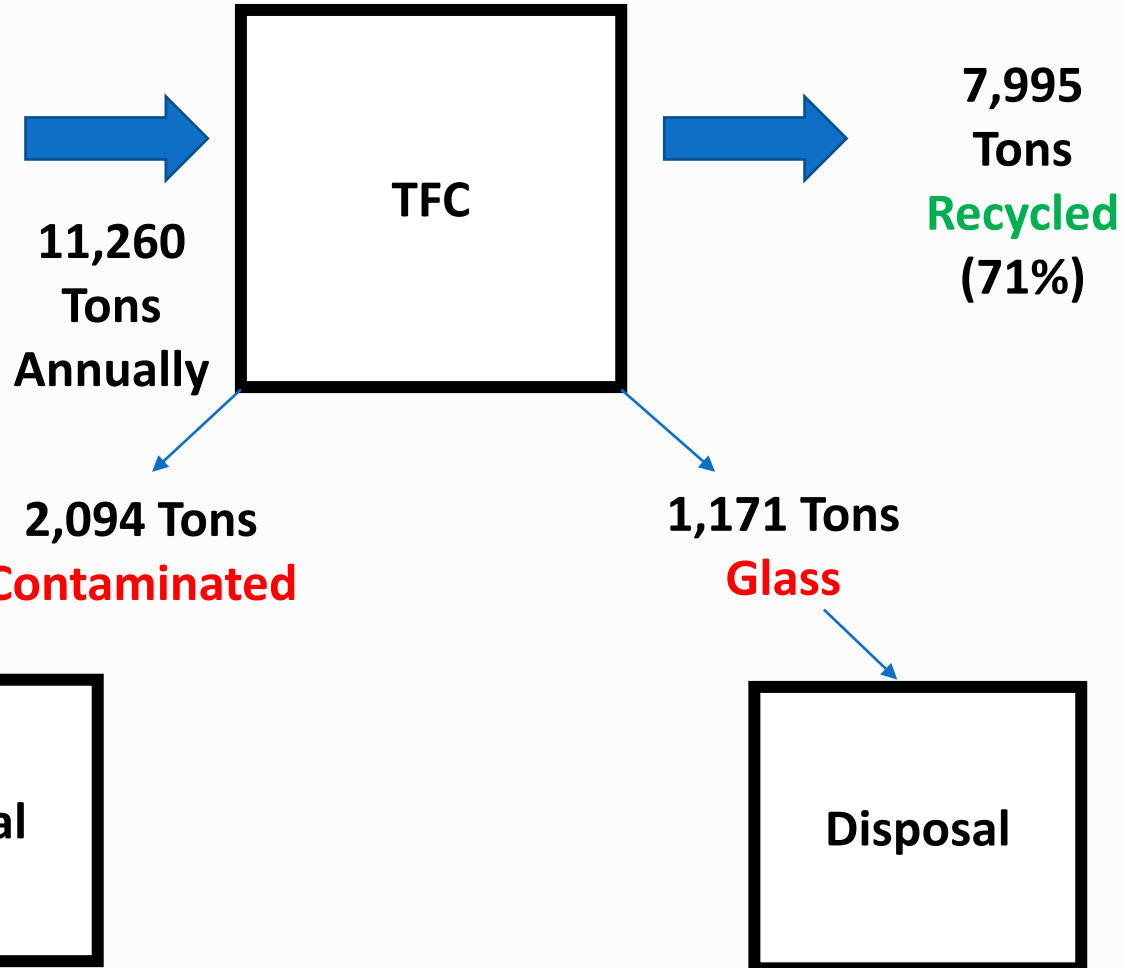 TFC
11,260
Tons
Annually
7,995
Tons
Recycled
(71%)
2,094 Tons
Contaminated
1,171 Tons
Glass
Disposal